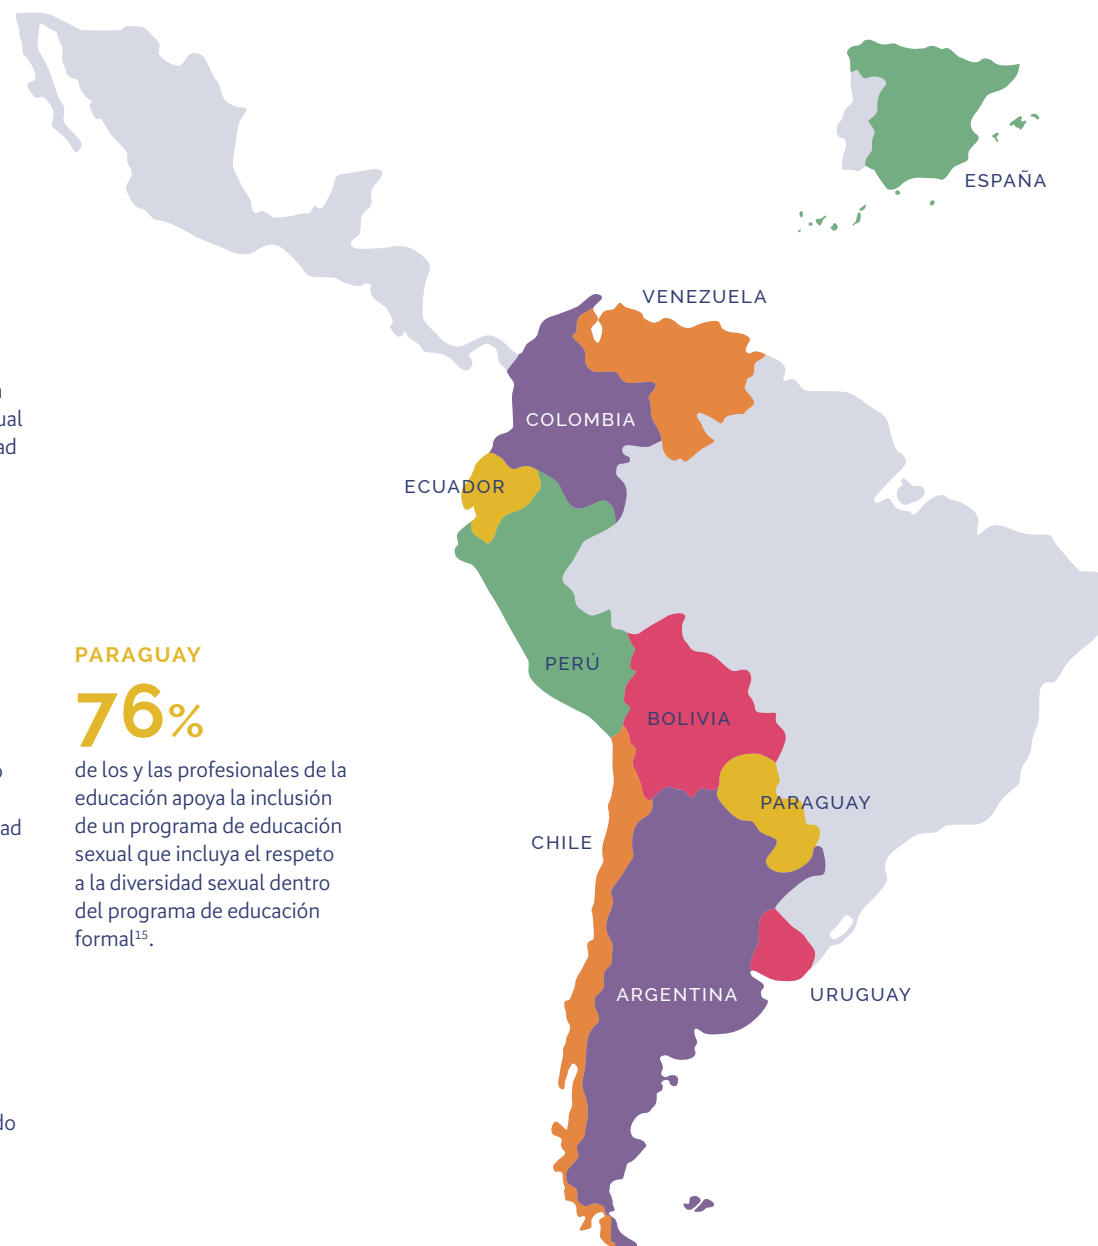 ESPAÑA
VENEZUELA
COLOMBIA
ECUADOR
PERÚ
BOLIVIA
PARAGUAY
CHILE
ARGENTINA
URUGUAY
PARAGUAY
76%
de los y las profesionales de la
educación apoya la inclusión
de un programa de educación
sexual que incluya el respeto
a la diversidad sexual dentro
del programa de educación
formal¹⁵.